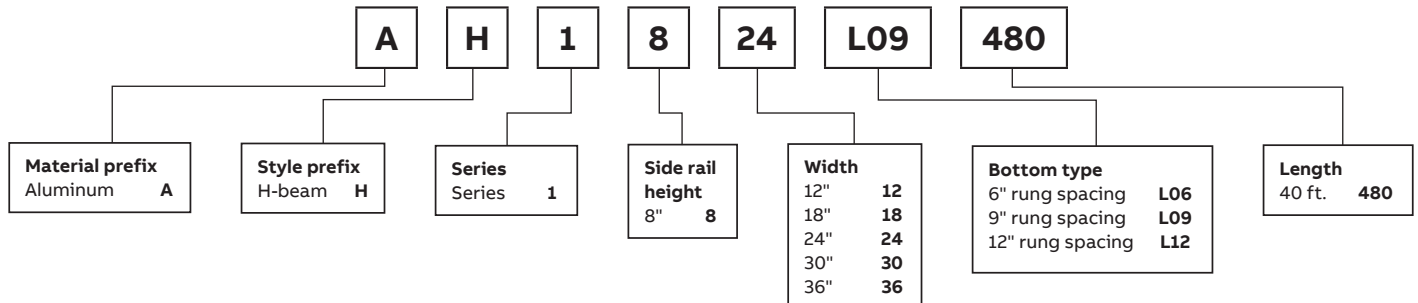 A H 1 8 24 L09 480
Material prefix
Aluminum A
Style prefix
H-beam H
Series
Series 1
Side rail
height
8" 8
Width
12" 12
18" 18
24" 24
30" 30
36" 36
Bottom type
6" rung spacing L06
9" rung spacing L09
12" rung spacing L12
Length
40 ft. 480